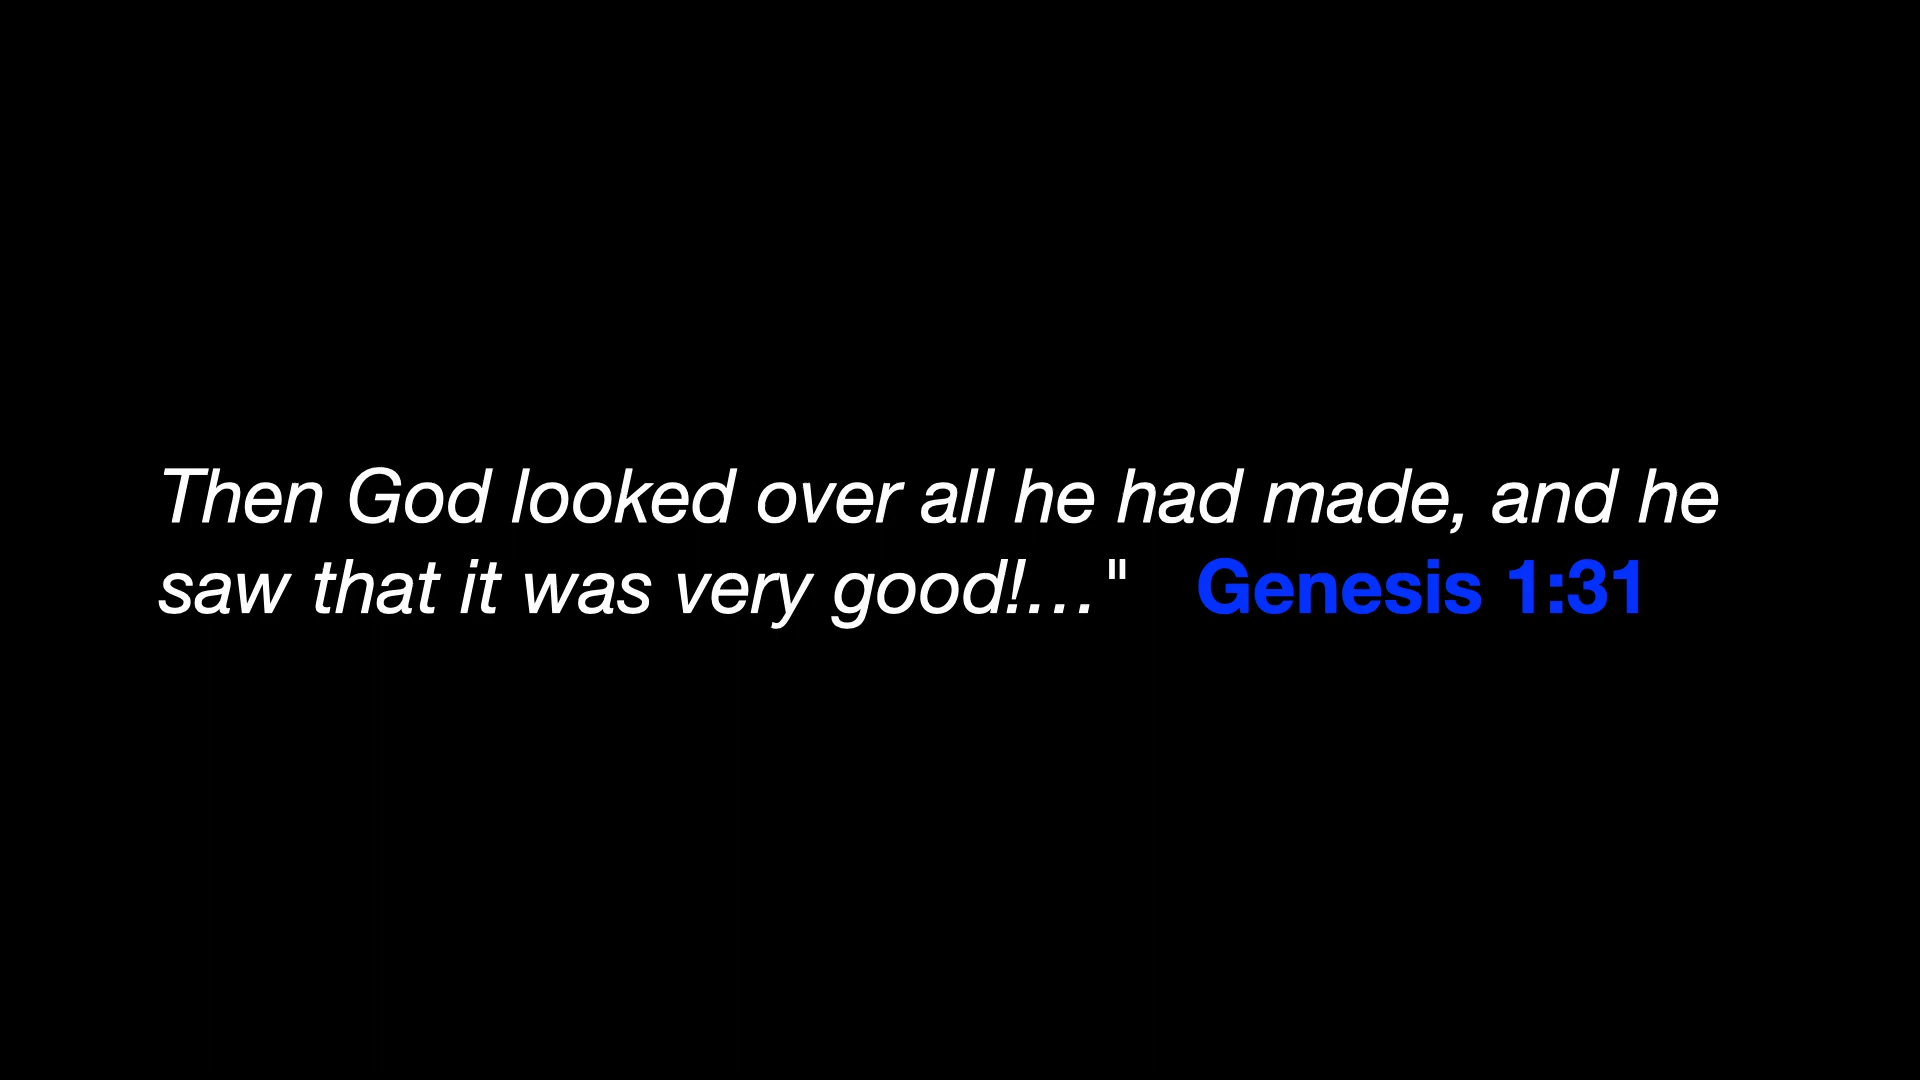 Then God looked over all he had made, and he
saw that it was very good!…" Genesis 1:31